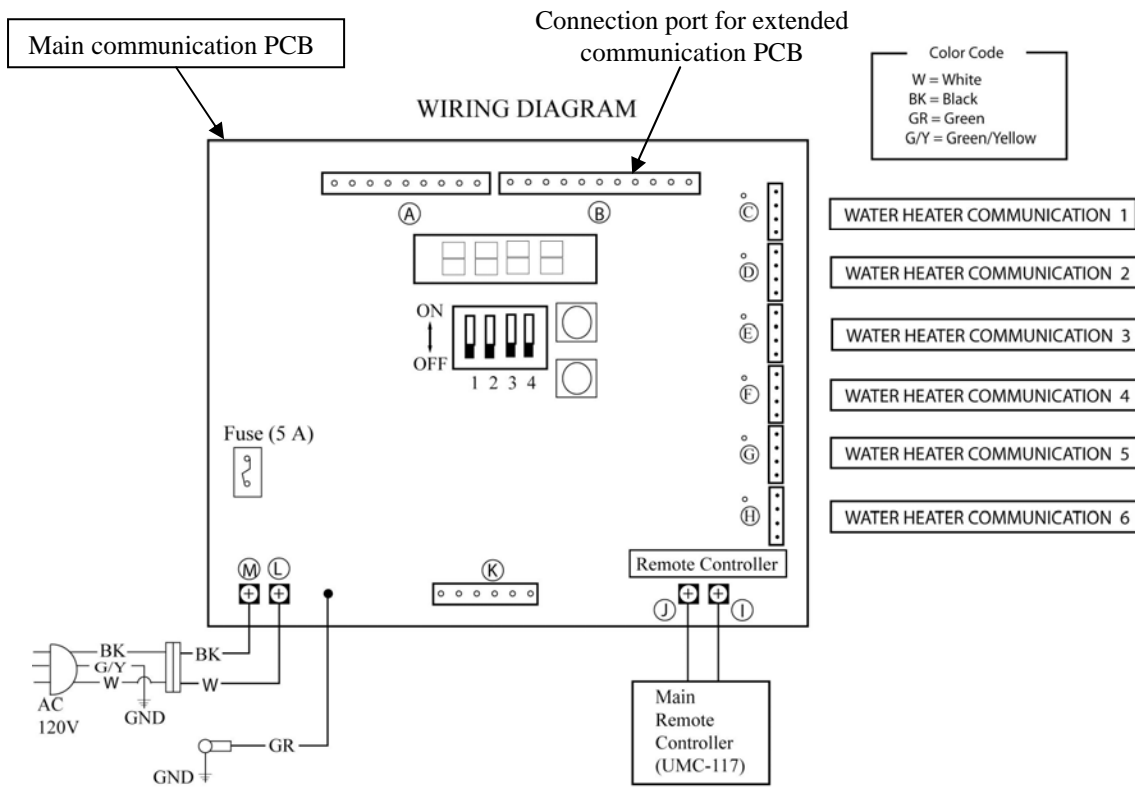 Main communication PCB
Connection port for extended
communication PCB
Color Code
W = White
BK = Black
GR = Green
G/Y = Green/Yellow
WIRING DIAGRAM
A
B
C
WATER HEATER COMMUNICATION 1
D
WATER HEATER COMMUNICATION 2
ON
OFF
1 2 3 4
E
WATER HEATER COMMUNICATION 3
F
WATER HEATER COMMUNICATION 4
Fuse (5 A)
G
WATER HEATER COMMUNICATION 5
H
WATER HEATER COMMUNICATION 6
M L
K
Remote Controller
J I
BK
G/Y
W
BK
W
AC
120V
GND
GR
GND
Main
Remote
Controller
(UMC-117)